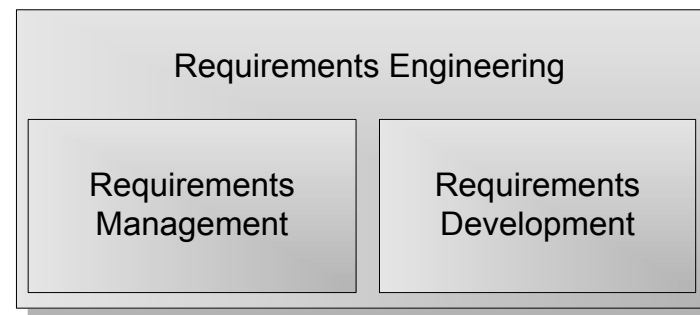 Requirements Engineering
Requirements
Management
Requirements
Development